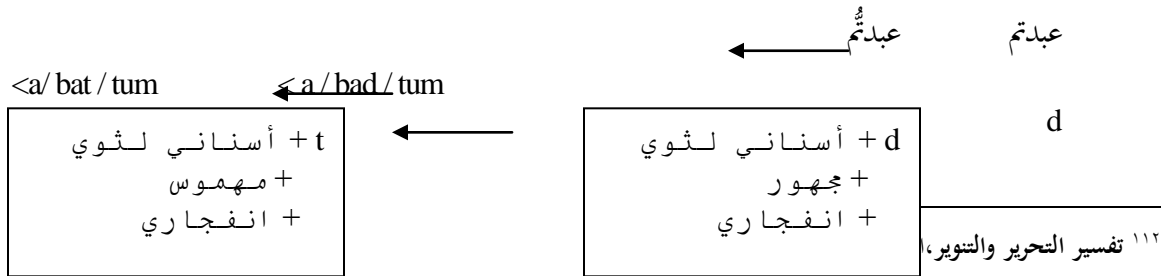 عبدتم عبدتُّم
<a/ bat / tum < a / bad / tum
d
d + أسناني لثوي
+ مجهور
+ انفجاري
t + أسناني لثوي
+ مهموس
+ انفجاري
١١٢ تفسير التحرير والتنوير،